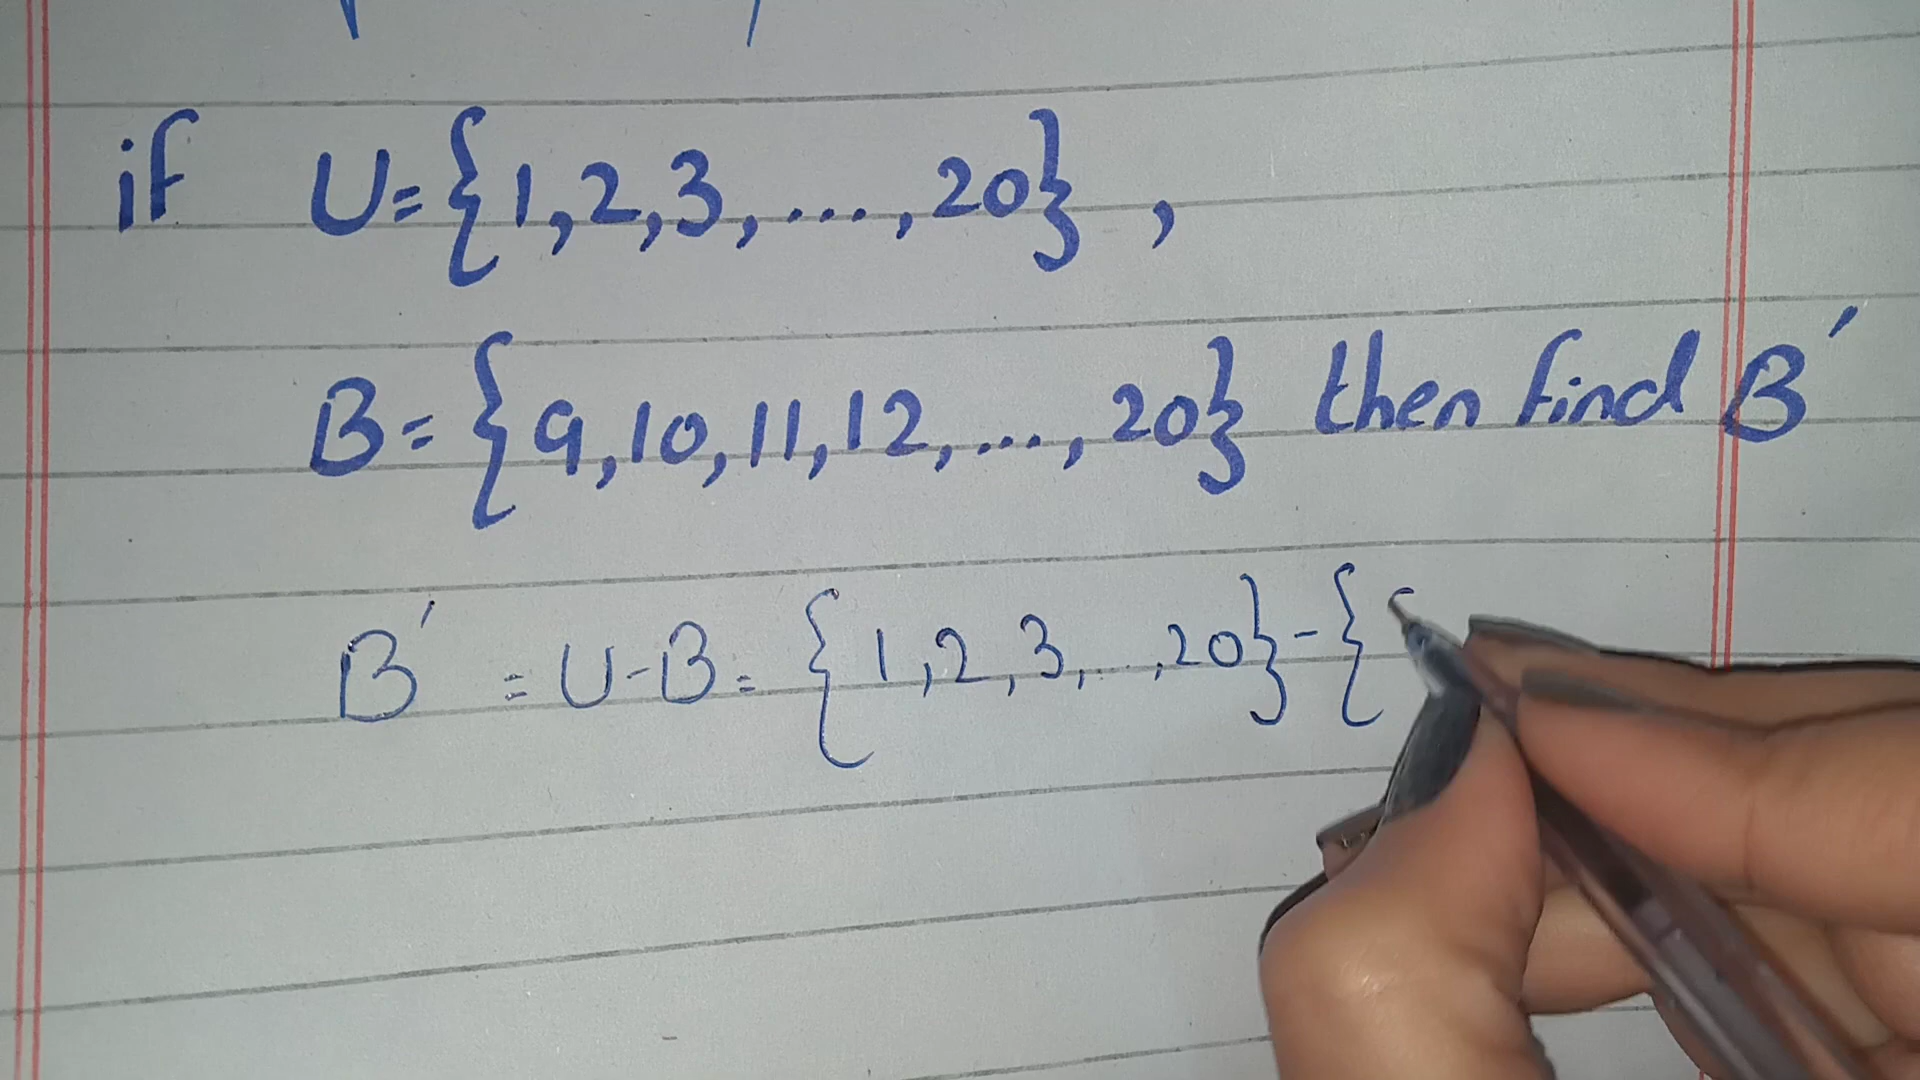 if U={1,2,3,...,20} ,
B={9,10,11,12,...,20} then find B'
B' = U-B= {1,2,3,...,20}-{